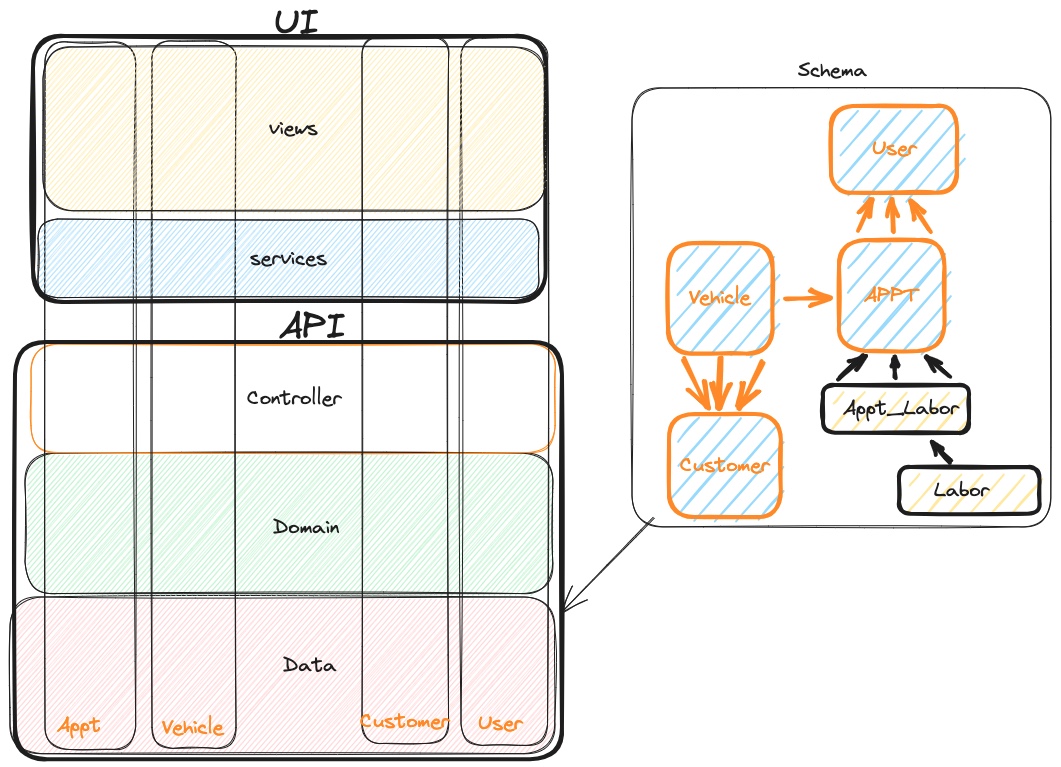 UI
views
services
API
Controller
Domain
Data
Appt
Vehicle
Customer
User
Schema
User
Vehicle
APPT
Appt_Labor
Customer
Labor